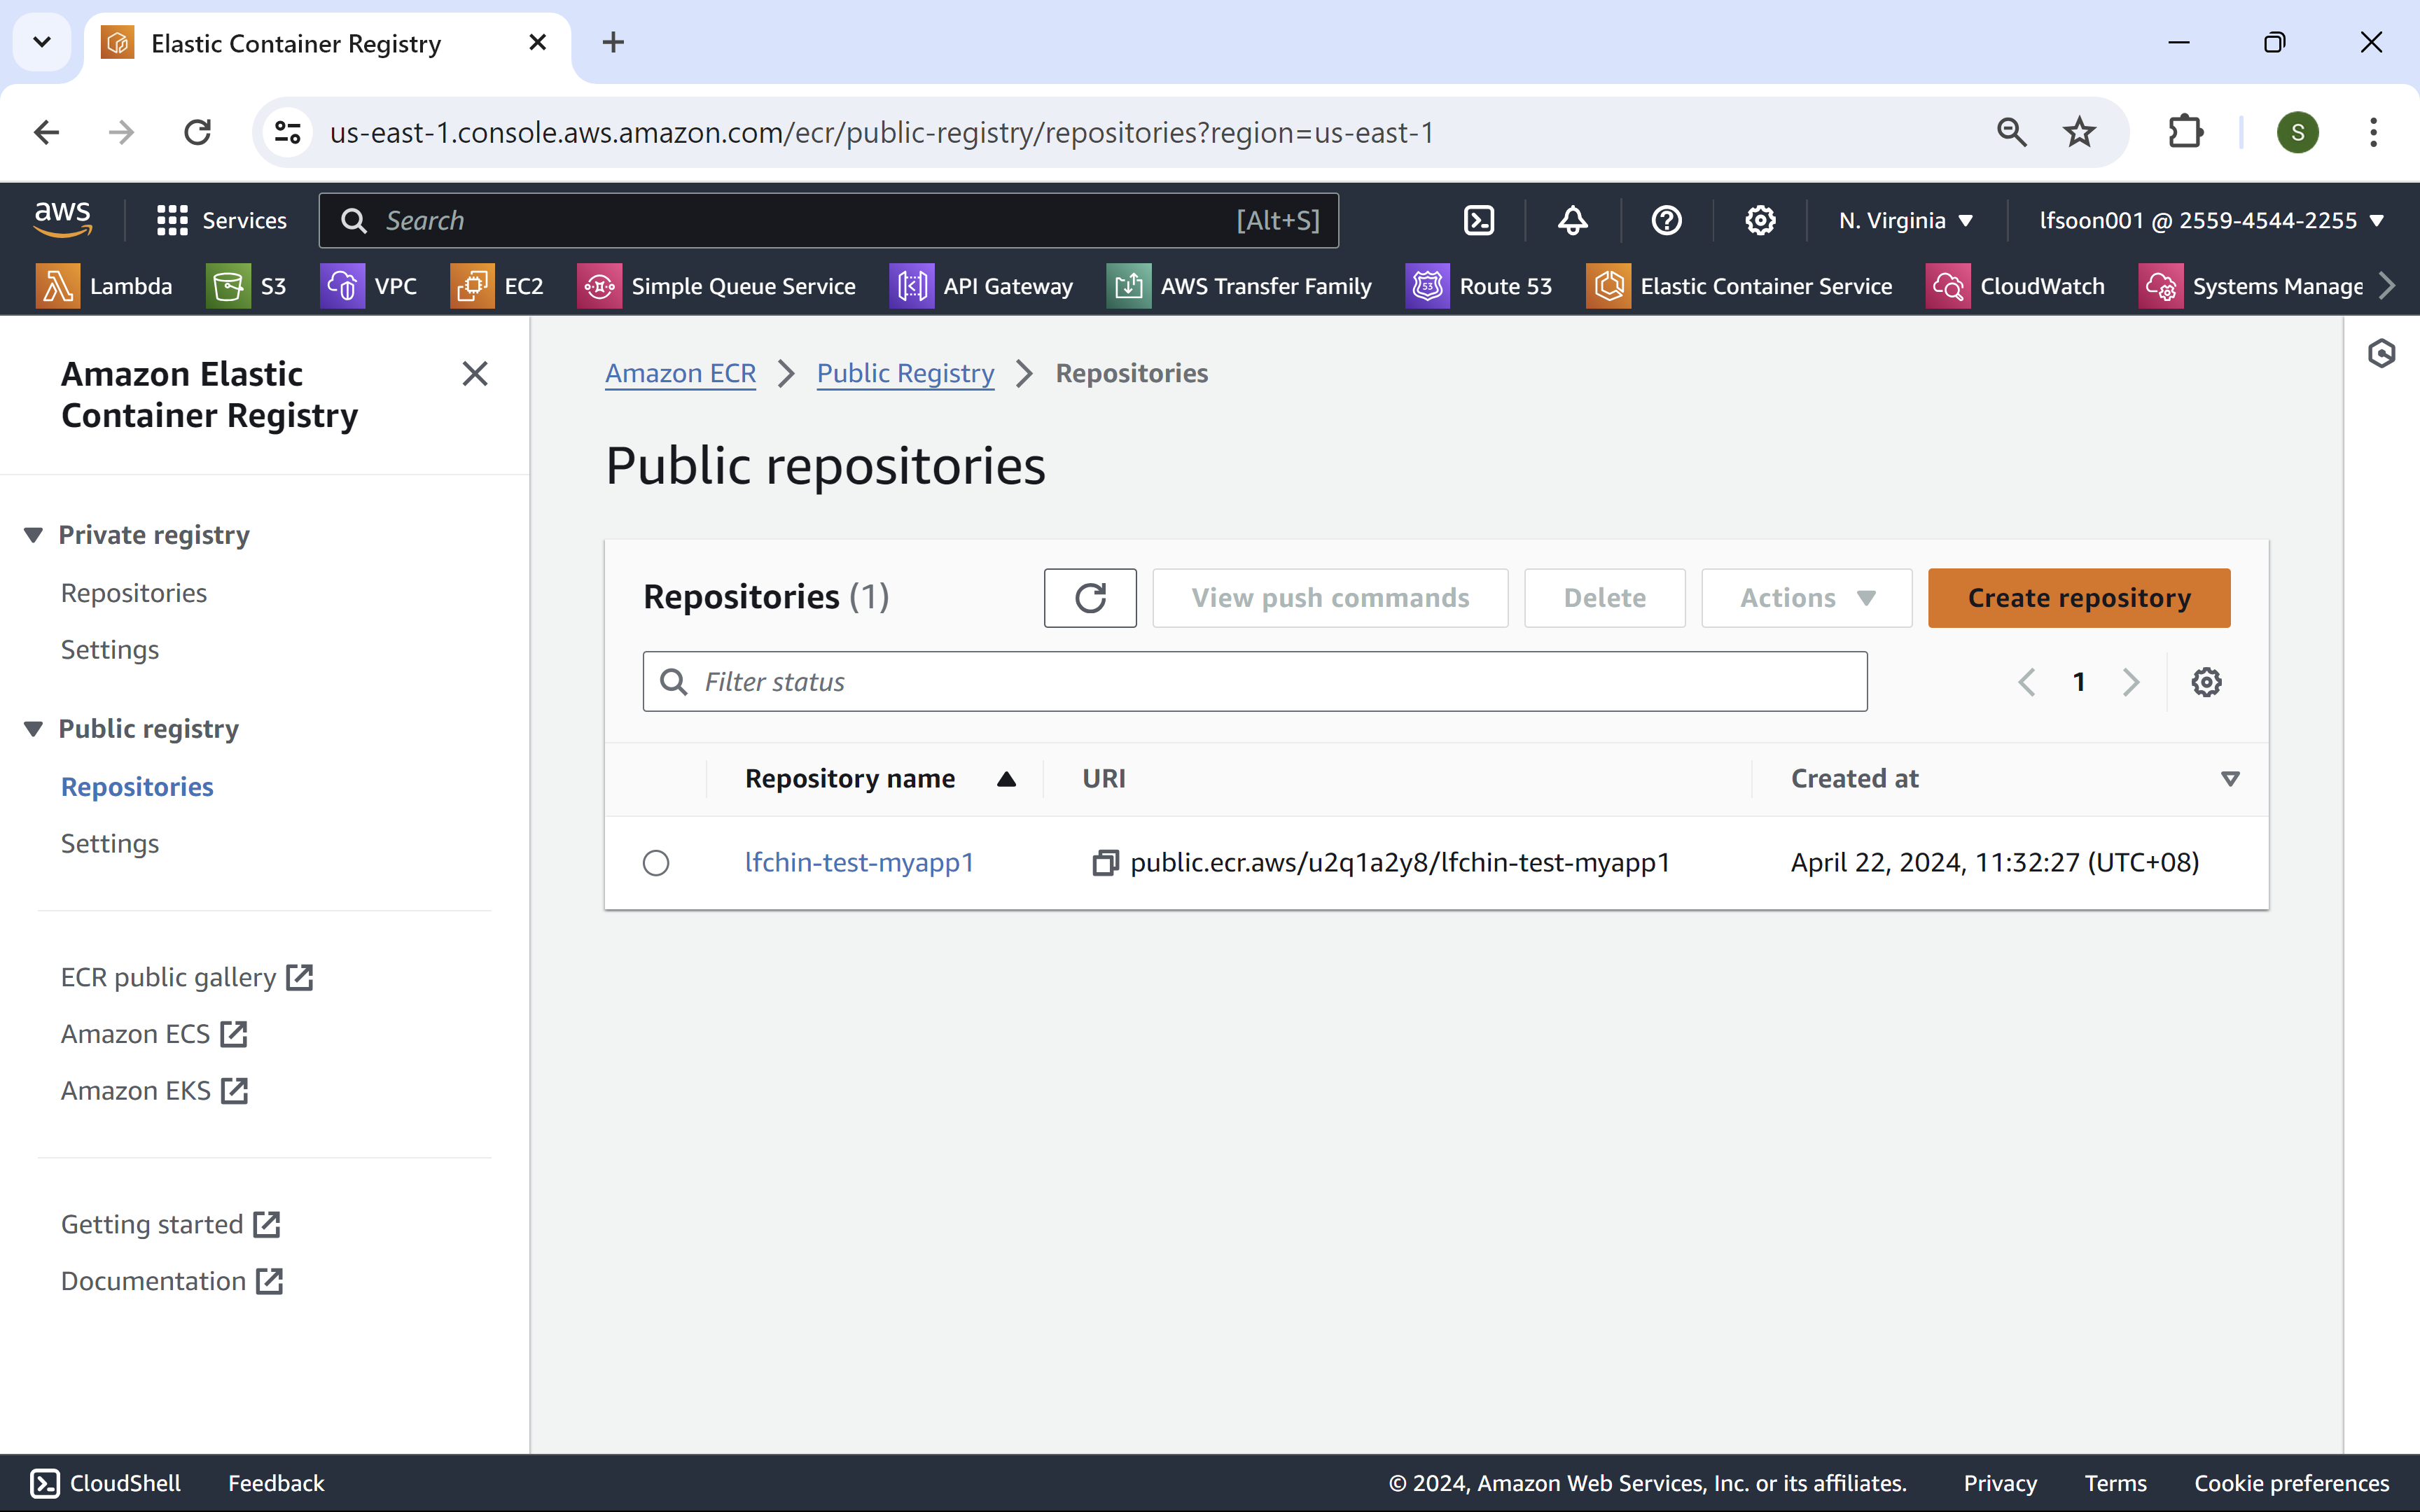 Elastic Container Registry
us-east-1.console.aws.amazon.com/ecr/public-registry/repositories?region=us-east-1
S
aws
Services
Search
[Alt+S]
N. Virginia
lfsoon001 @ 2559-4544-2255
Lambda
S3
VPC
EC2
Simple Queue Service
API Gateway
AWS Transfer Family
53
Route 53
Elastic Container Service
CloudWatch
Systems Manage
Amazon Elastic
Container Registry
Private registry
Repositories
Settings
Public registry
Repositories
Settings
ECR public gallery
Amazon ECS
Amazon EKS
Getting started
Documentation
Amazon ECR
Public Registry
Repositories
Public repositories
Repositories (1)
View push commands
Delete
Actions
Create repository
Filter status
1
Repository name
URI
Created at
lfchin-test-myapp1
public.ecr.aws/u2q1a2y8/lfchin-test-myapp1
April 22, 2024, 11:32:27 (UTC+08)
CloudShell
Feedback
© 2024, Amazon Web Services, Inc. or its affiliates.
Privacy
Terms
Cookie preferences